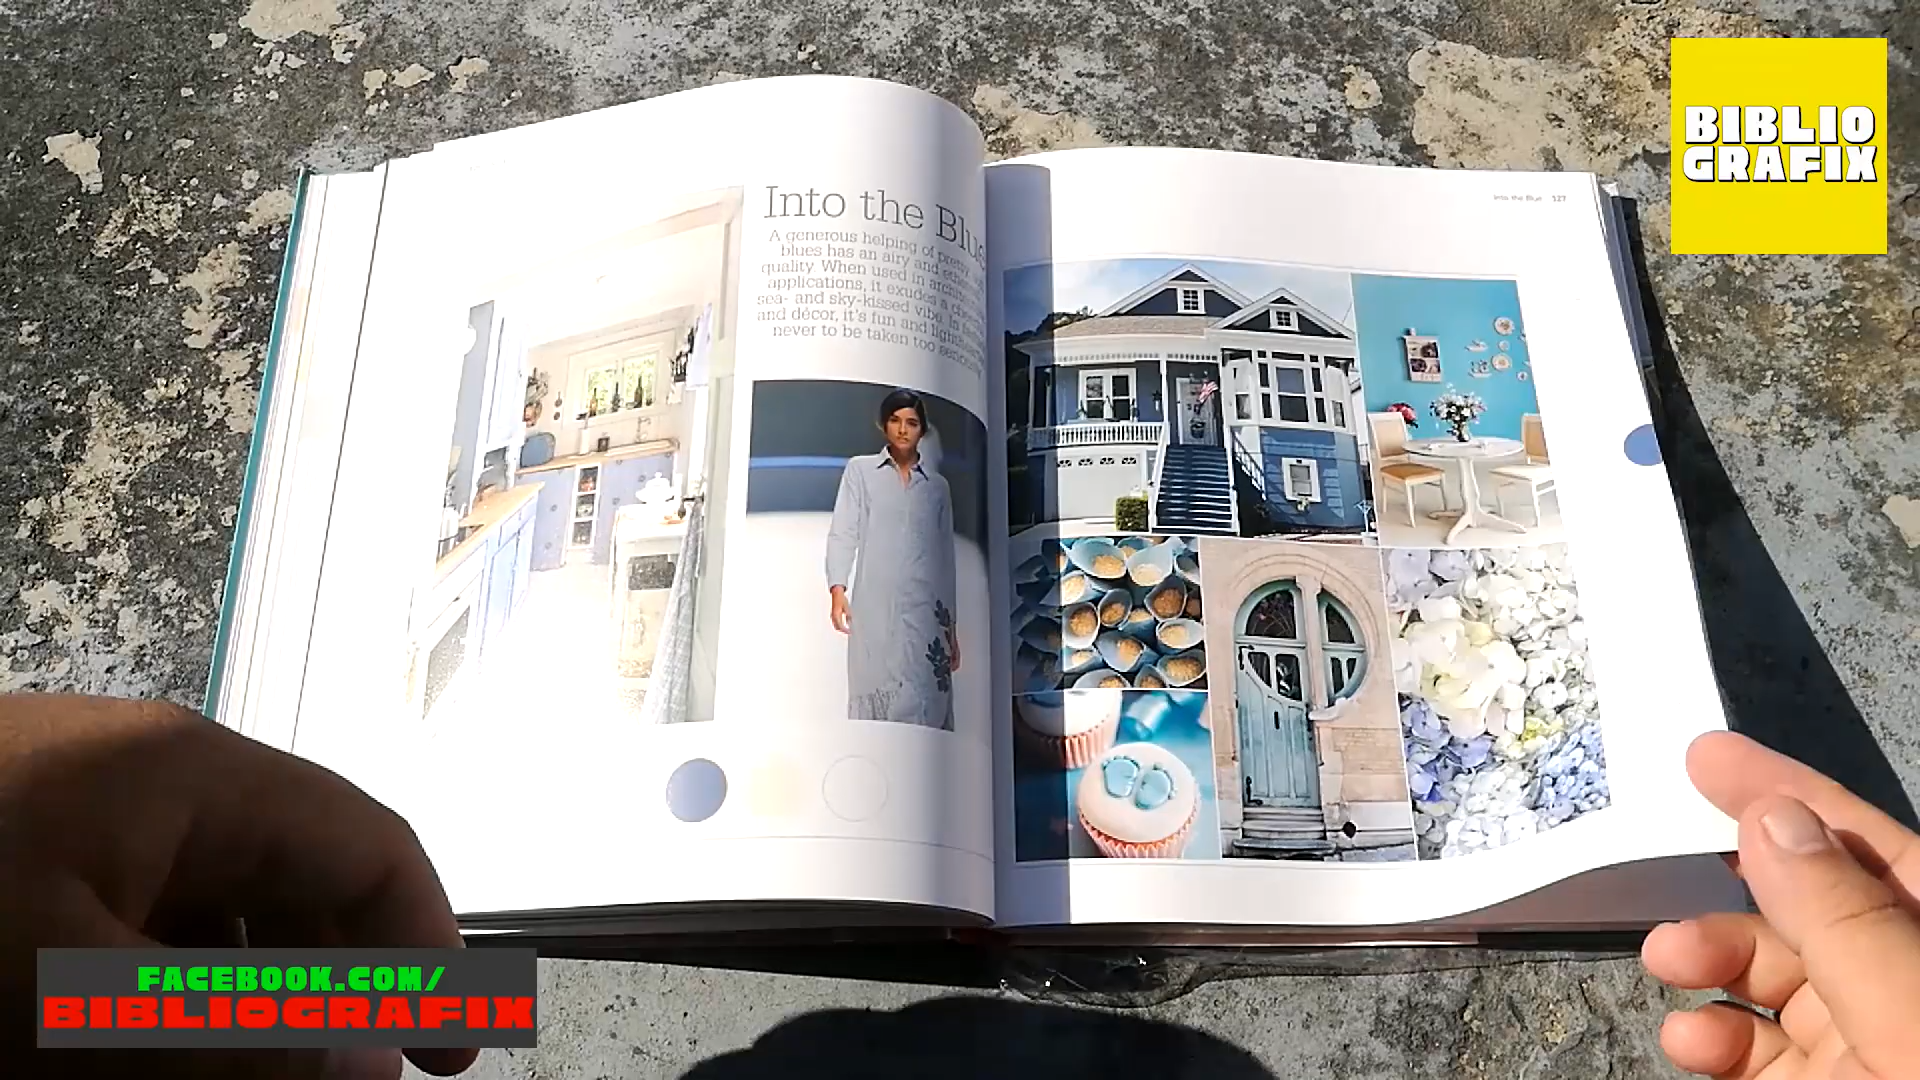 Into the Blue
A generous helping of pretty
blues has an airy and
quality. When used in
applications, it exudes a
sea- and sky-kissed vibe. In
and décor, it's fun and
never to be taken too
Into the Blue 127
BIBLIO
GRAFIX
FACEBOOK.COM/
BIBLIOGRAFIX